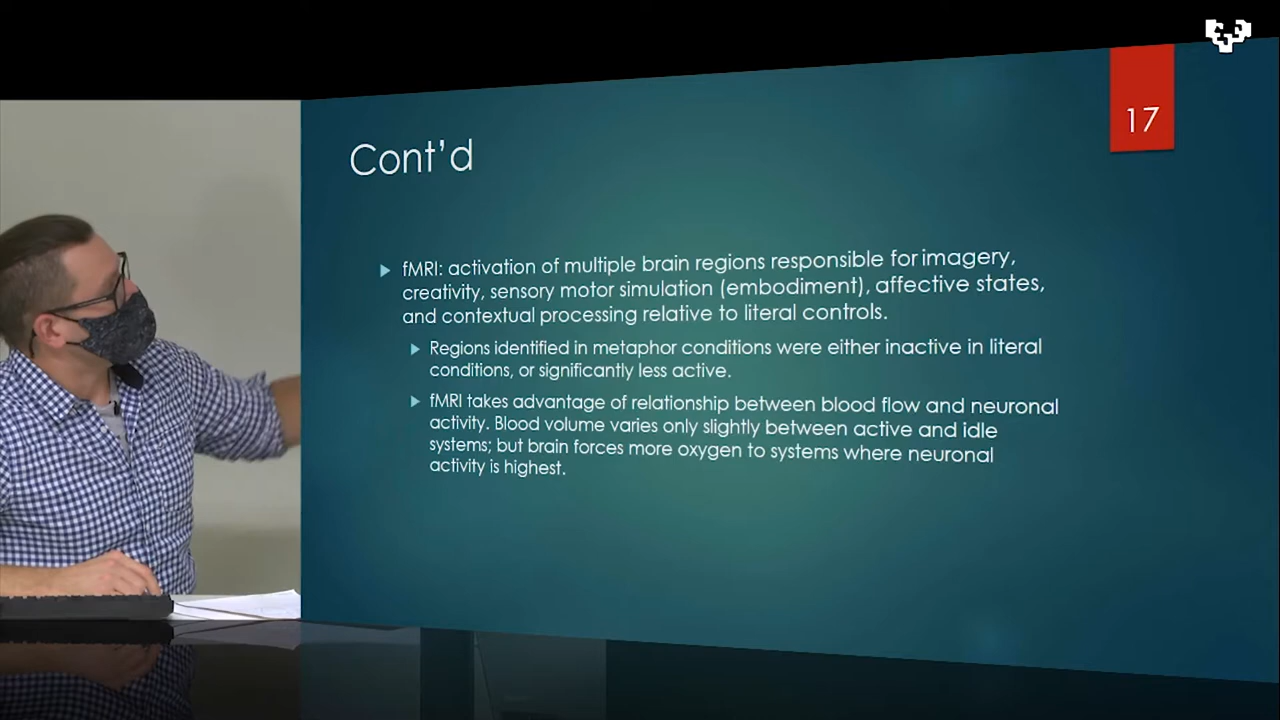 17
Cont'd
fMRI: activation of multiple brain regions responsible for imagery,
creativity, sensory motor simulation (embodiment), affective states,
and contextual processing relative to literal controls.
Regions identified in metaphor conditions were either inactive in literal
conditions, or significantly less active.
fMRI takes advantage of relationship between blood flow and neuronal
activity. Blood volume varies only slightly between active and idle
systems; but brain forces more oxygen to systems where neuronal
activity is highest.